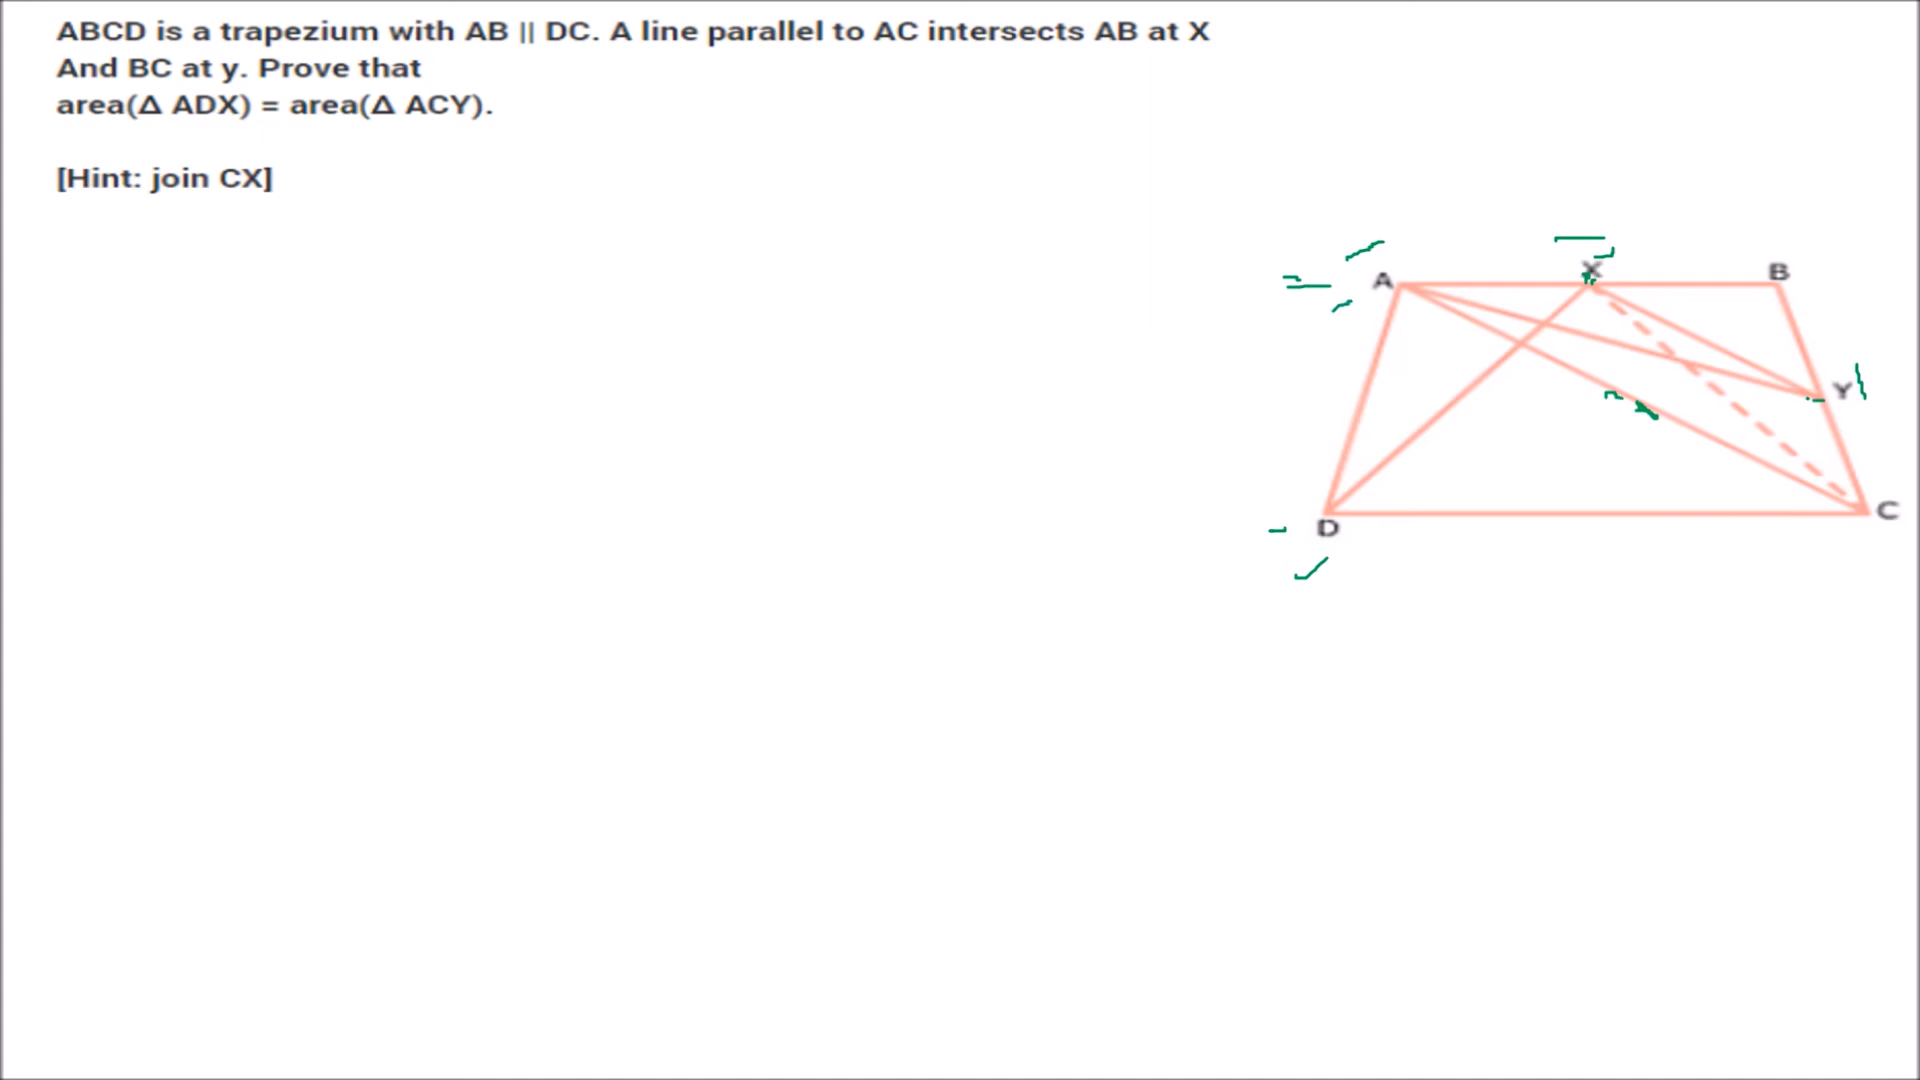 ABCD is a trapezium with AB || DC. A line parallel to AC intersects AB at X
And BC at y. Prove that
area(Δ ADX) = area(Δ ACY).
[Hint: join CX]
A X B
Y
D C